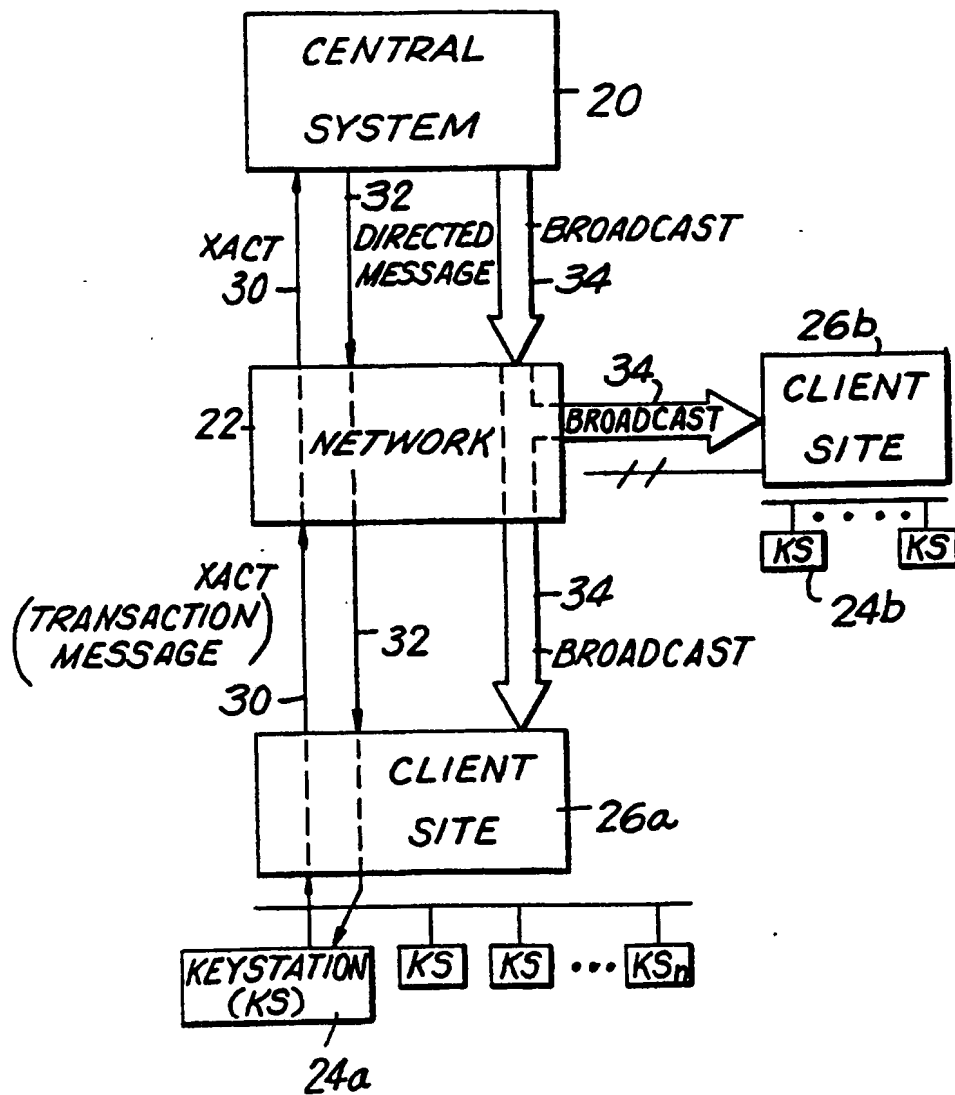 CENTRAL
SYSTEM
20
XACT
30
32
DIRECTED
MESSAGE
BROADCAST
34
26b
CLIENT
SITE
34
BROADCAST
22
NETWORK
KS
KS
24b
XACT
(TRANSACTION
MESSAGE)
30
32
34
BROADCAST
CLIENT
SITE
26a
KEYSTATION
(KS)
KS
KS
KSn
24a